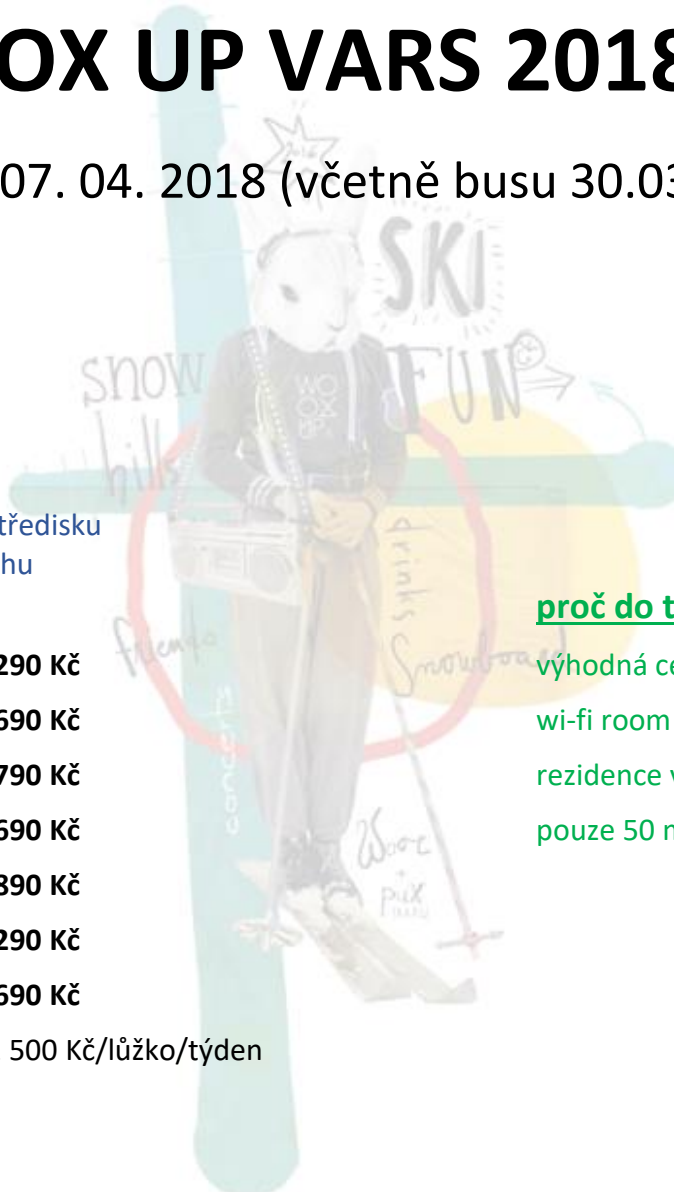 OX UP VARS 2018
07. 04. 2018 (včetně busu 30.03
SKI
FUN
snow
hills
WO
OX
UP!
tředisku
hu
drinks
friends
snowboard
concerts
proč do t
290 Kč
výhodná ce
690 Kč
wi-fi room
790 Kč
rezidence v
690 Kč
pouze 50 m
890 Kč
290 Kč
690 Kč
500 Kč/lůžko/týden